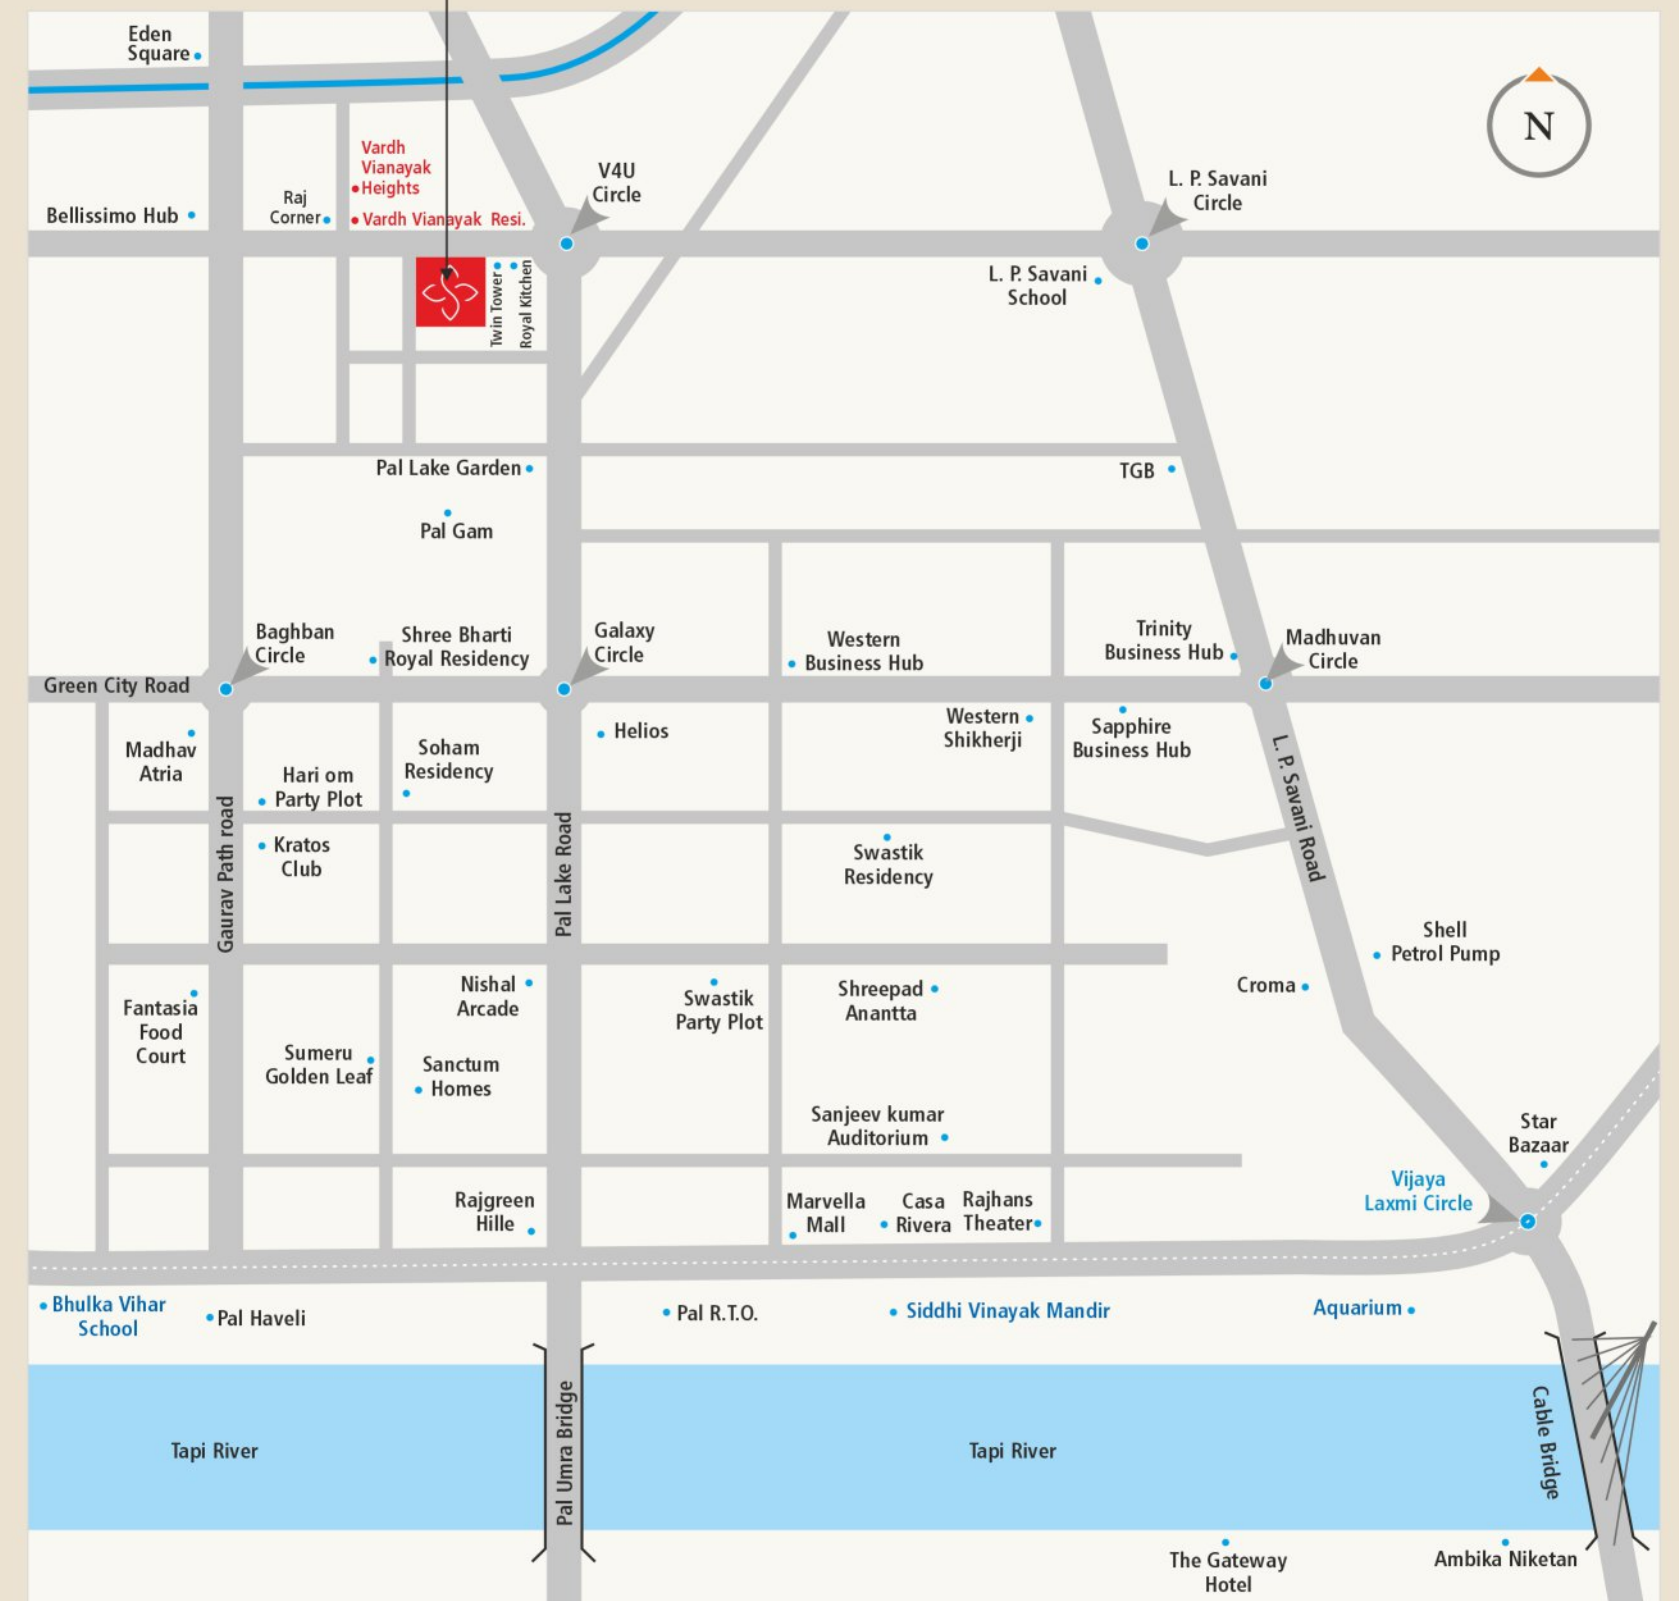 Eden
Square
N
Vardh
Vianayak
Heights
V4U
Circle
L. P. Savani
Circle
Bellissimo Hub
Raj
Corner
Vardh Vianayak Resi.
Twin Tower
Royal Kitchen
L. P. Savani
School
Pal Lake Garden
TGB
Pal Gam
Baghban
Circle
Shree Bharti
Royal Residency
Galaxy
Circle
Western
Business Hub
Trinity
Business Hub
Madhuvan
Circle
Green City Road
Madhav
Atria
Hari om
Party Plot
Soham
Residency
Helios
Western
Shikherji
Sapphire
Business Hub
L. P. Savani Road
Gaurav Path road
Kratos
Club
Pal Lake Road
Swastik
Residency
Shell
Petrol Pump
Croma
Fantasia
Food
Court
Nishal
Arcade
Swastik
Party Plot
Shreepad
Anantta
Sumeru
Golden Leaf
Sanctum
Homes
Sanjeev kumar
Auditorium
Star
Bazaar
Vijaya
Laxmi Circle
Rajgreen
Hille
Marvella
Mall
Casa
Rivera
Rajhans
Theater
Bhulka Vihar
School
Pal Haveli
Pal R.T.O.
Siddhi Vinayak Mandir
Aquarium
Tapi River
Pal Umra Bridge
Tapi River
Cable Bridge
The Gateway
Hotel
Ambika Niketan